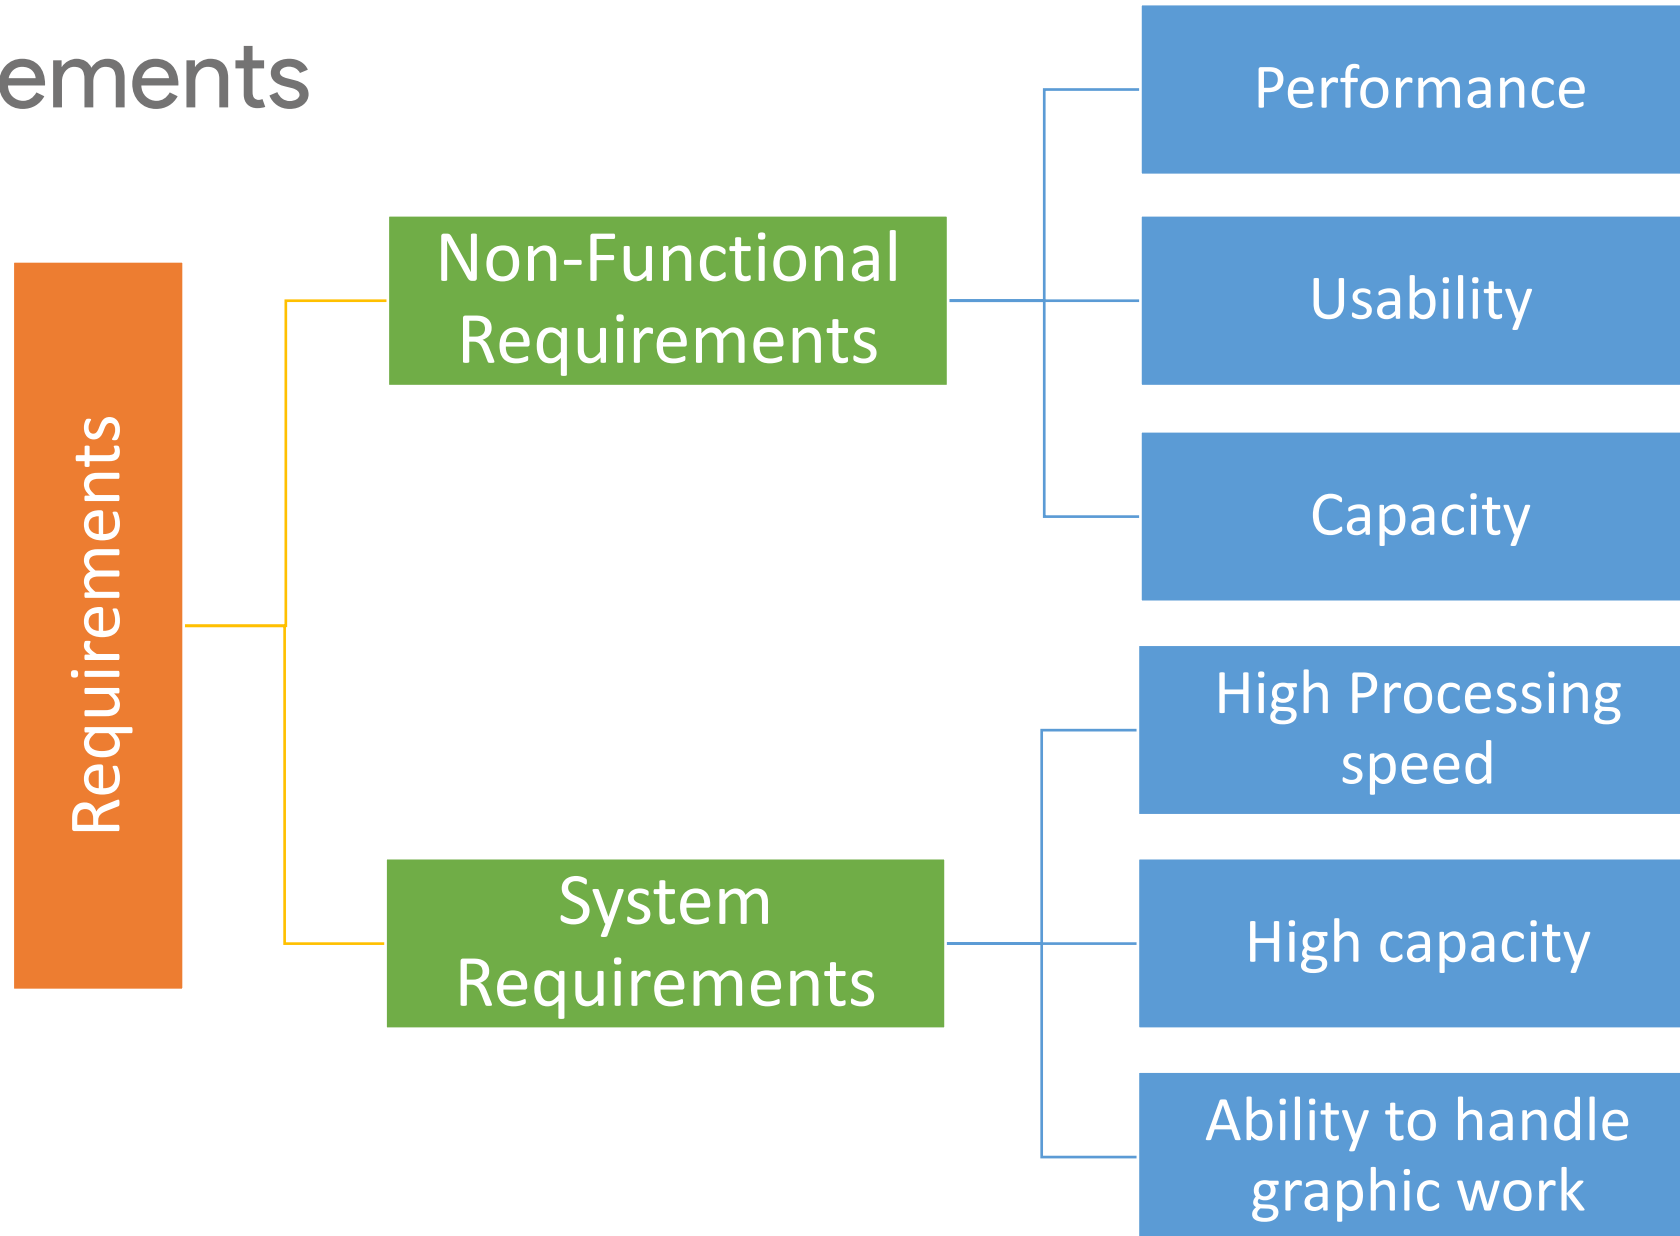 ements
Requirements
Non-Functional
Requirements
System
Requirements
Performance
Usability
Capacity
High Processing
speed
High capacity
Ability to handle
graphic work